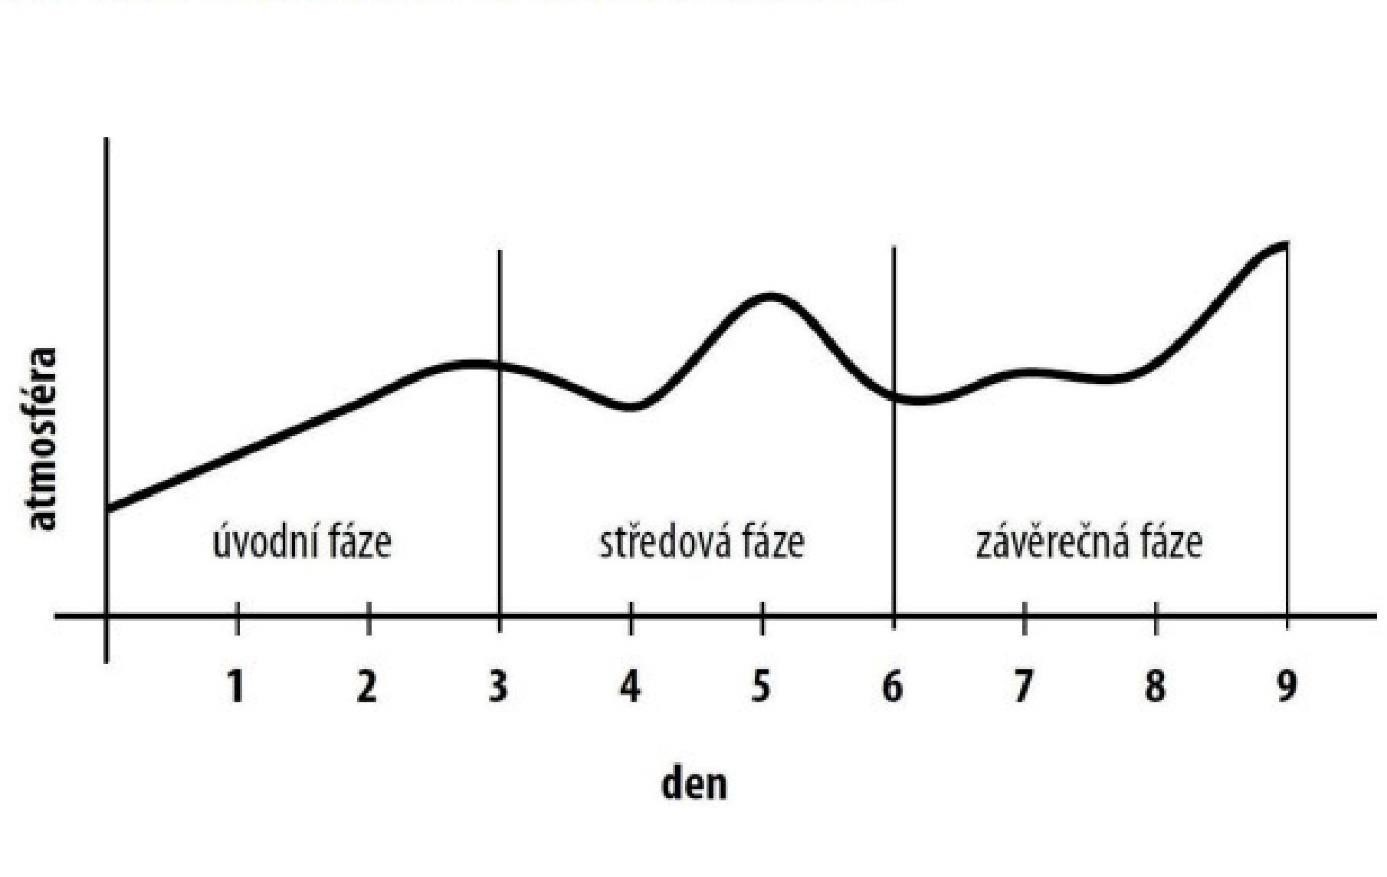 atmosféra
úvodní fáze
středová fáze
závěrečná fáze
1 2 3 4 5 6 7 8 9
den